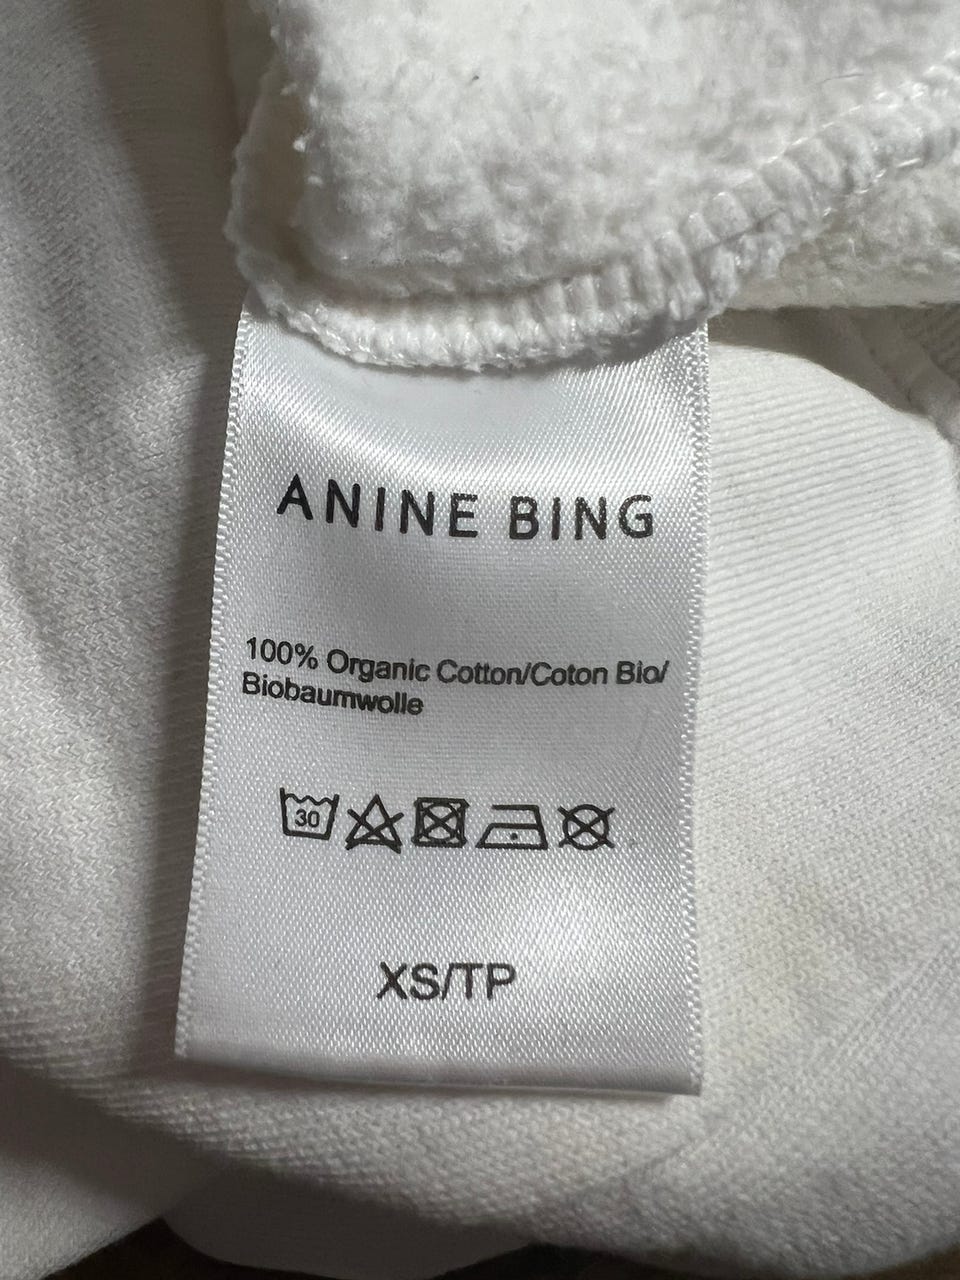 ANINE BING
100% Organic Cotton/Coton Bio/
Biobaumwolle
30
XS/TP